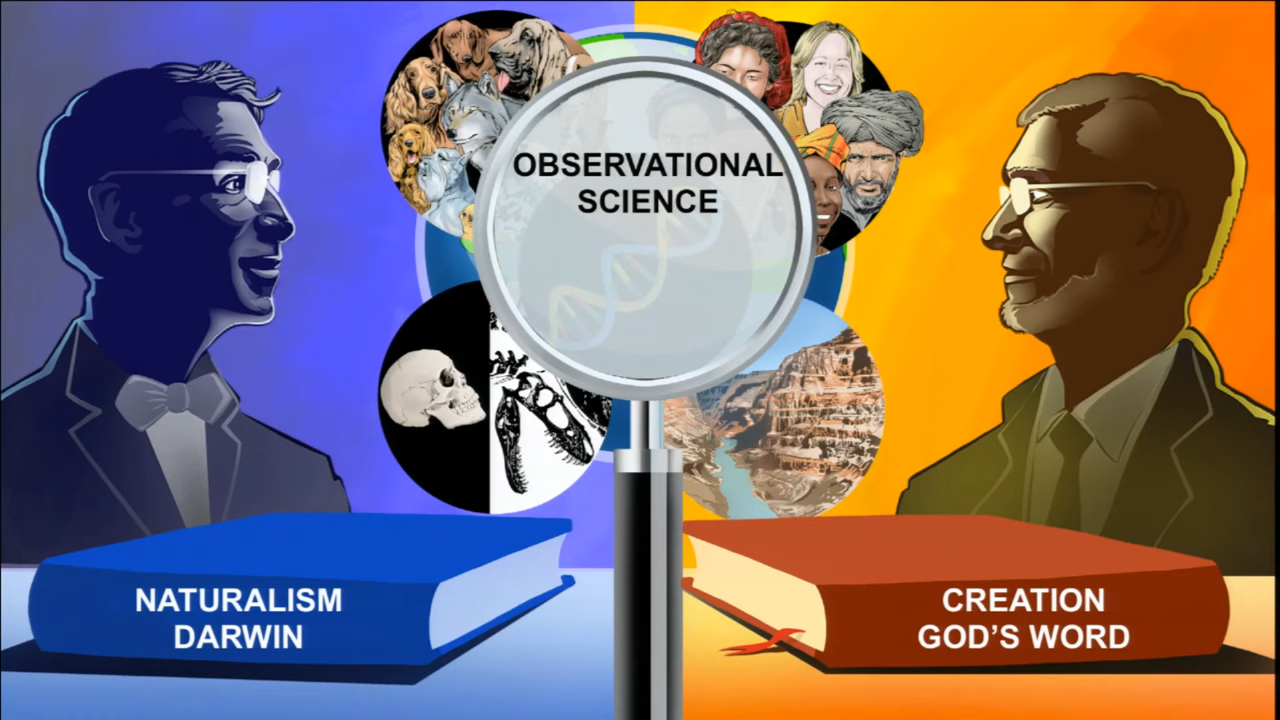 OBSERVATIONAL
SCIENCE
NATURALISM
DARWIN
CREATION
GOD’S WORD